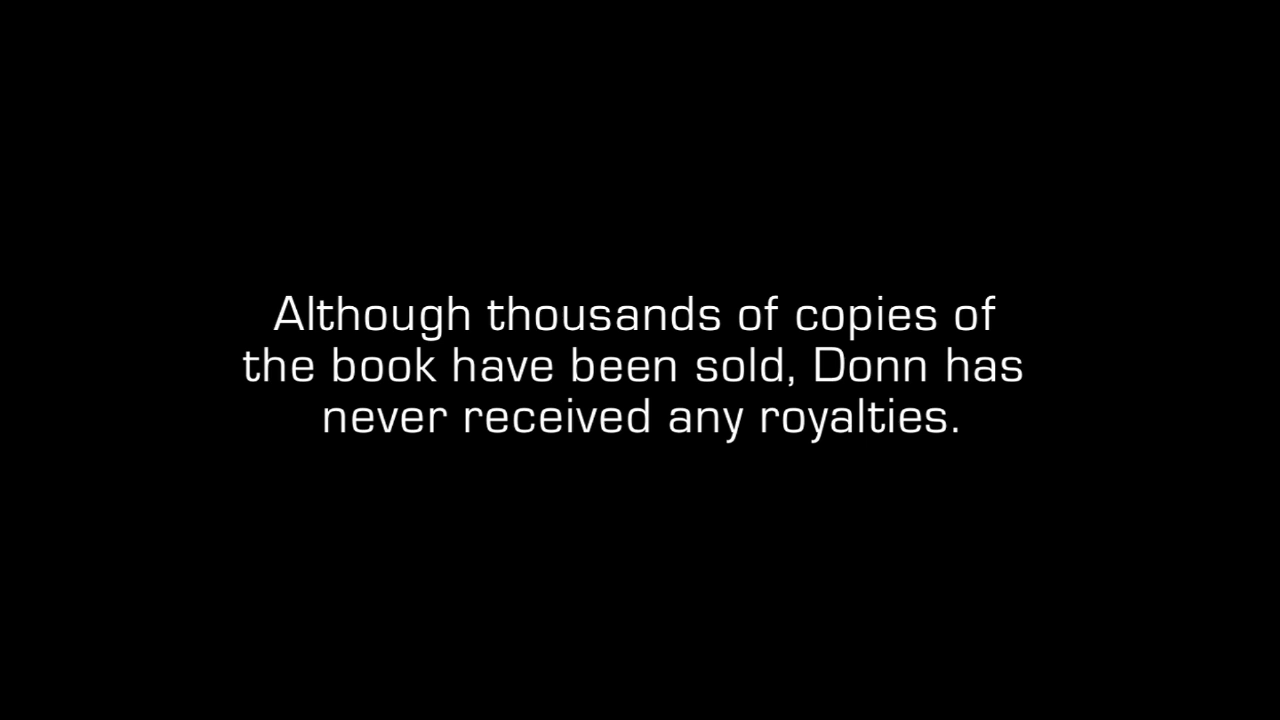 Although thousands of copies of
the book have been sold, Donn has
never received any royalties.